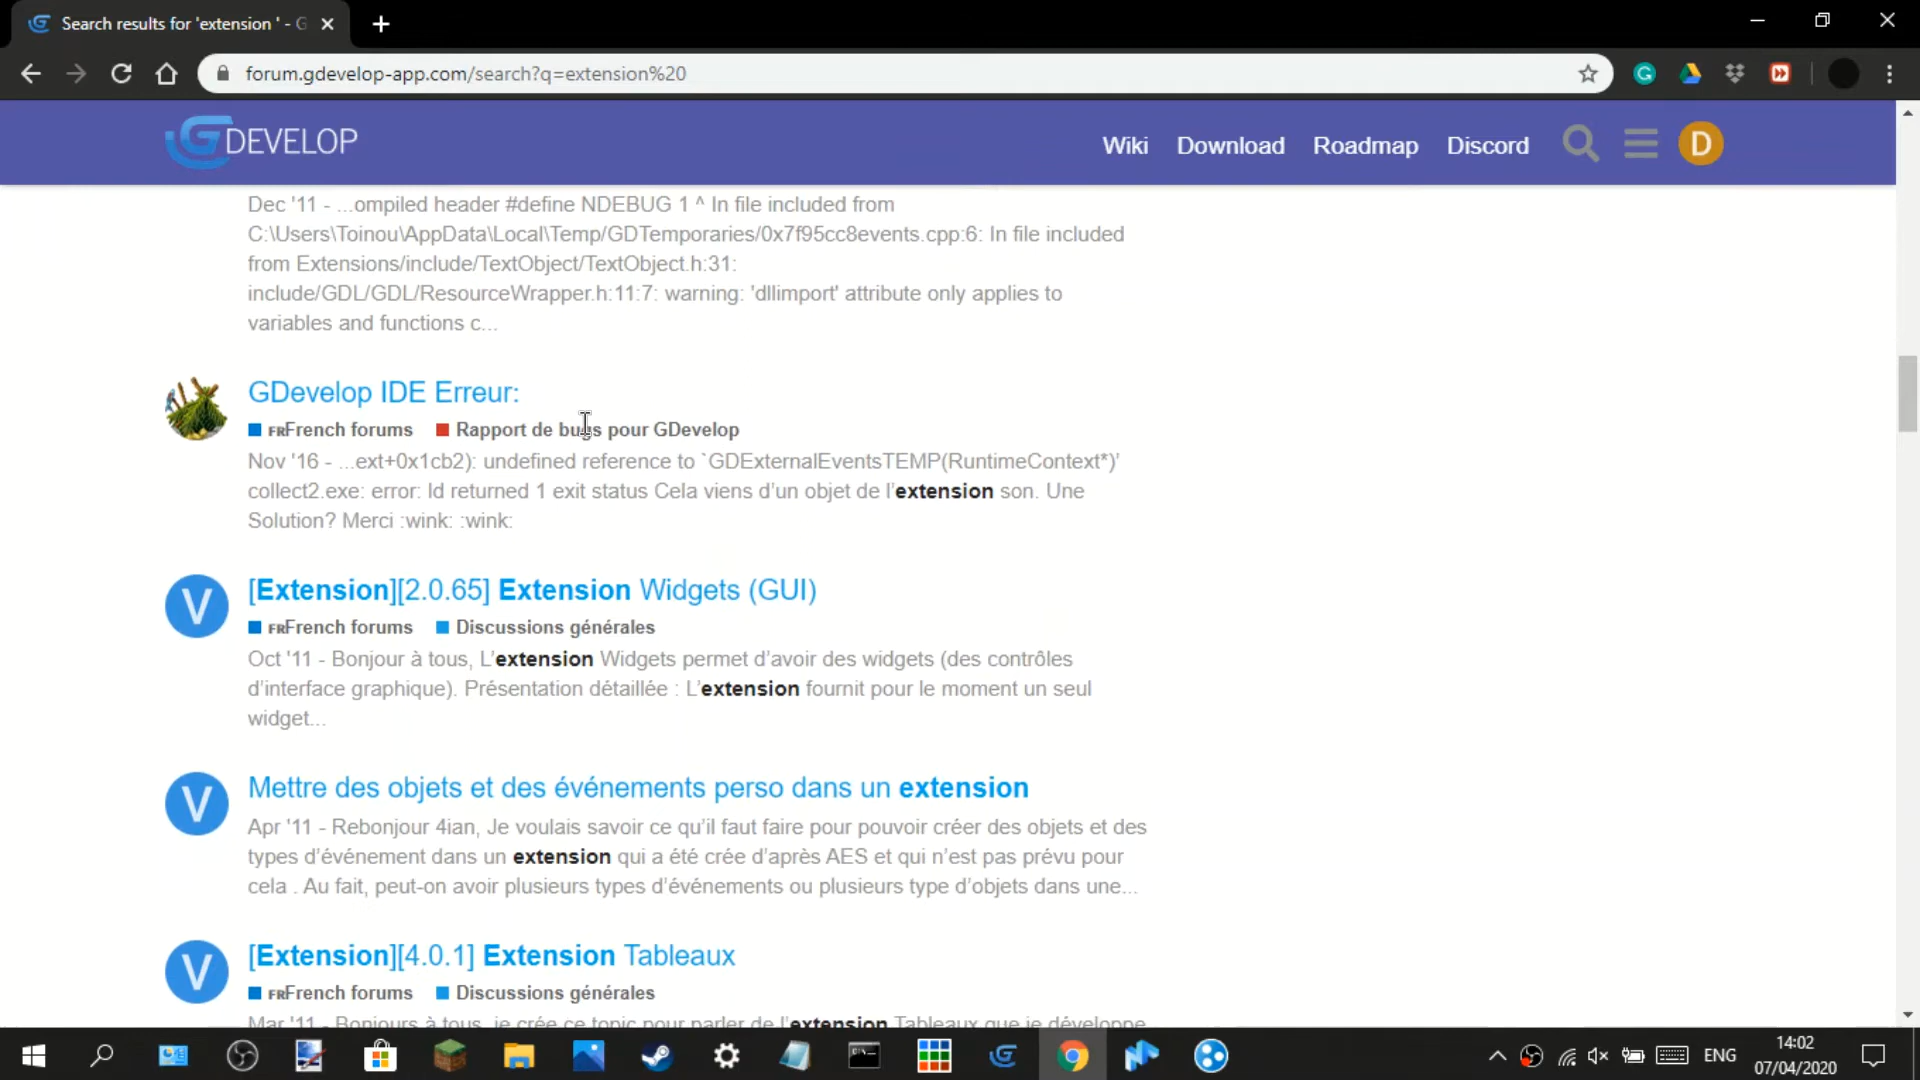 Search results for 'extension ' - G
forum.gdevelop-app.com/search?q=extension%20
GDEVELOP
Wiki
Download
Roadmap
Discord
D
Dec '11 - ...ompiled header #define NDEBUG 1 ^ In file included from
C:\Users\Toinou\AppData\Local\Temp/GDTemporaries/0x7f95cc8events.cpp:6: In file included
from Extensions/include/TextObject/TextObject.h:31:
include/GDL/GDL/ResourceWrapper.h:11:7: warning: 'dllimport' attribute only applies to
variables and functions c...
GDevelop IDE Erreur:
FRFrench forums Rapport de bugs pour GDevelop
Nov '16 - ...ext+0x1cb2): undefined reference to `GDExternalEventsTEMP(RuntimeContext*)'
collect2.exe: error: ld returned 1 exit status Cela viens d’un objet de l’extension son. Une
Solution? Merci :wink: :wink:
V
[Extension][2.0.65] Extension Widgets (GUI)
FRFrench forums Discussions générales
Oct '11 - Bonjour à tous, L’extension Widgets permet d’avoir des widgets (des contrôles
d’interface graphique). Présentation détaillée : L’extension fournit pour le moment un seul
widget...
V
Mettre des objets et des événements perso dans un extension
Apr '11 - Rebonjour 4ian, Je voulais savoir ce qu’il faut faire pour pouvoir créer des objets et des
types d’événement dans un extension qui a été crée d’après AES et qui n’est pas prévu pour
cela . Au fait, peut-on avoir plusieurs types d’événements ou plusieurs type d’objets dans une...
V
[Extension][4.0.1] Extension Tableaux
FRFrench forums Discussions générales
Mar '11 - Bonjours à tous, je crée ce topic pour parler de l’extension Tableaux que je développe
ENG
14:02
07/04/2020